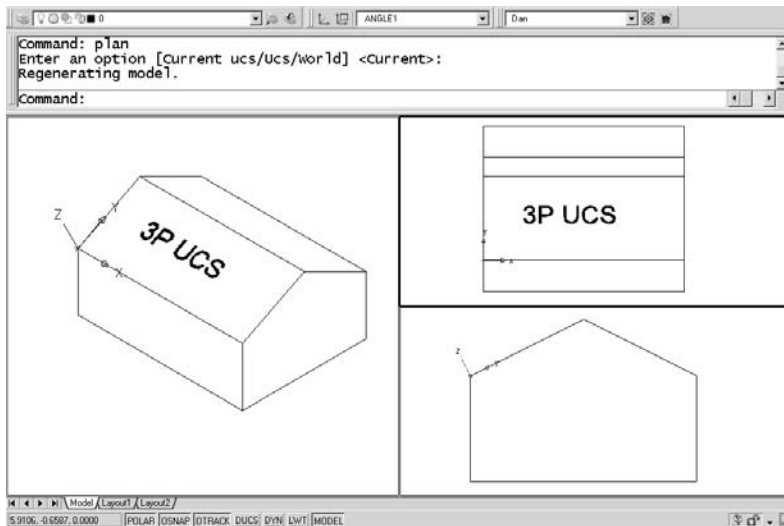 0
ANGLE1
Dan
Command: plan
Enter an option [Current ucs/Ucs/World] <Current>:
Regenerating model.
Command:
Z
Y
X
3P UCS
3P UCS
Y
X
Z
Y
Model Layout1 Layout2
5.9106, -0.6587, 0.0000 POLAR OSNAP OTRACK DUCS DYN LWT MODEL